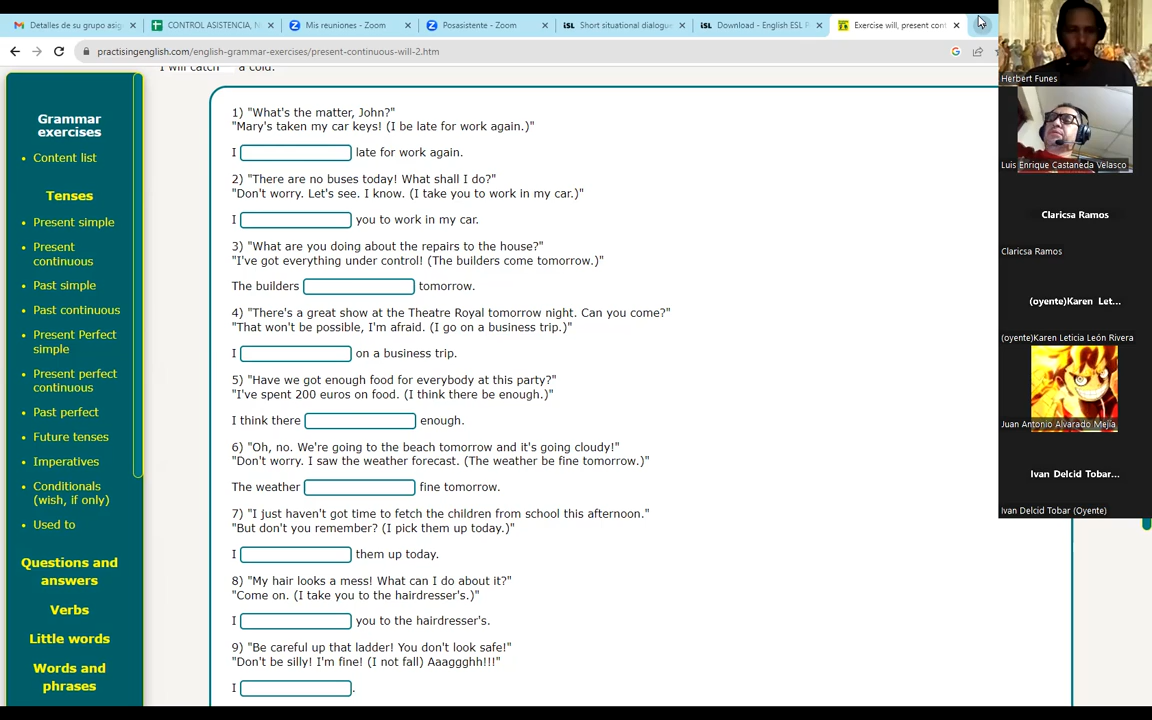 Detalles de su grupo asig
CONTROL ASISTENCIA, N
Mis reuniones - Zoom
Posasistente - Zoom
Short situational dialogue
Download - English ESL P
Exercise will, present cont
practisingenglish.com/english-grammar-exercises/present-continuous-will-2.htm
I will catch a cold.
Grammar
exercises
Content list
Tenses
Present simple
Present
continuous
Past simple
Past continuous
Present Perfect
simple
Present perfect
continuous
Past perfect
Future tenses
Imperatives
Conditionals
(wish, if only)
Used to
Questions and
answers
Verbs
Little words
Words and
phrases
1) "What's the matter, John?"
"Mary's taken my car keys! (I be late for work again.)"
I late for work again.
2) "There are no buses today! What shall I do?"
"Don't worry. Let's see. I know. (I take you to work in my car.)"
I you to work in my car.
3) "What are you doing about the repairs to the house?"
"I've got everything under control! (The builders come tomorrow.)"
The builders tomorrow.
4) "There's a great show at the Theatre Royal tomorrow night. Can you come?"
"That won't be possible, I'm afraid. (I go on a business trip.)"
I on a business trip.
5) "Have we got enough food for everybody at this party?"
"I've spent 200 euros on food. (I think there be enough.)"
I think there enough.
6) "Oh, no. We're going to the beach tomorrow and it's going cloudy!"
"Don't worry. I saw the weather forecast. (The weather be fine tomorrow.)"
The weather fine tomorrow.
7) "I just haven't got time to fetch the children from school this afternoon."
"But don't you remember? (I pick them up today.)"
I them up today.
8) "My hair looks a mess! What can I do about it?"
"Come on. (I take you to the hairdresser's.)"
I you to the hairdresser's.
9) "Be careful up that ladder! You don't look safe!"
"Don't be silly! I'm fine! (I not fall) Aaaggghh!!!"
I .
Herbert Funes
Luis Enrique Castaneda Velasco
Claricsa Ramos
Claricsa Ramos
(oyente)Karen Let...
(oyente)Karen Leticia León Rivera
Juan Antonio Alvarado Mejía
Ivan Delcid Tobar...
Ivan Delcid Tobar (Oyente)